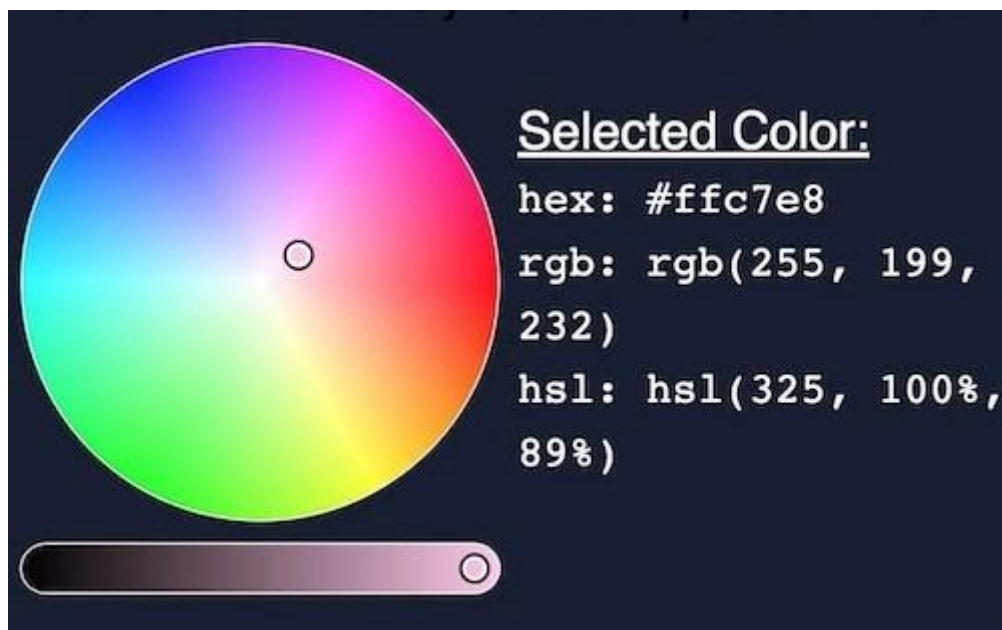 Selected Color:
hex: #ffc7e8
rgb: rgb(255, 199,
232)
hsl: hsl(325, 100%,
89%)